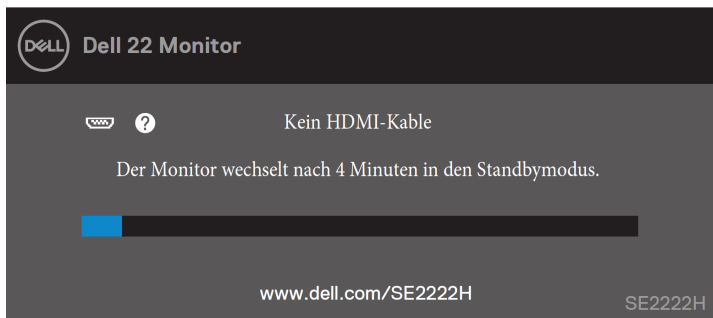 DELL Dell 22 Monitor
Kein HDMI-Kable
Der Monitor wechselt nach 4 Minuten in den Standbymodus.
www.dell.com/SE2222H
SE2222H